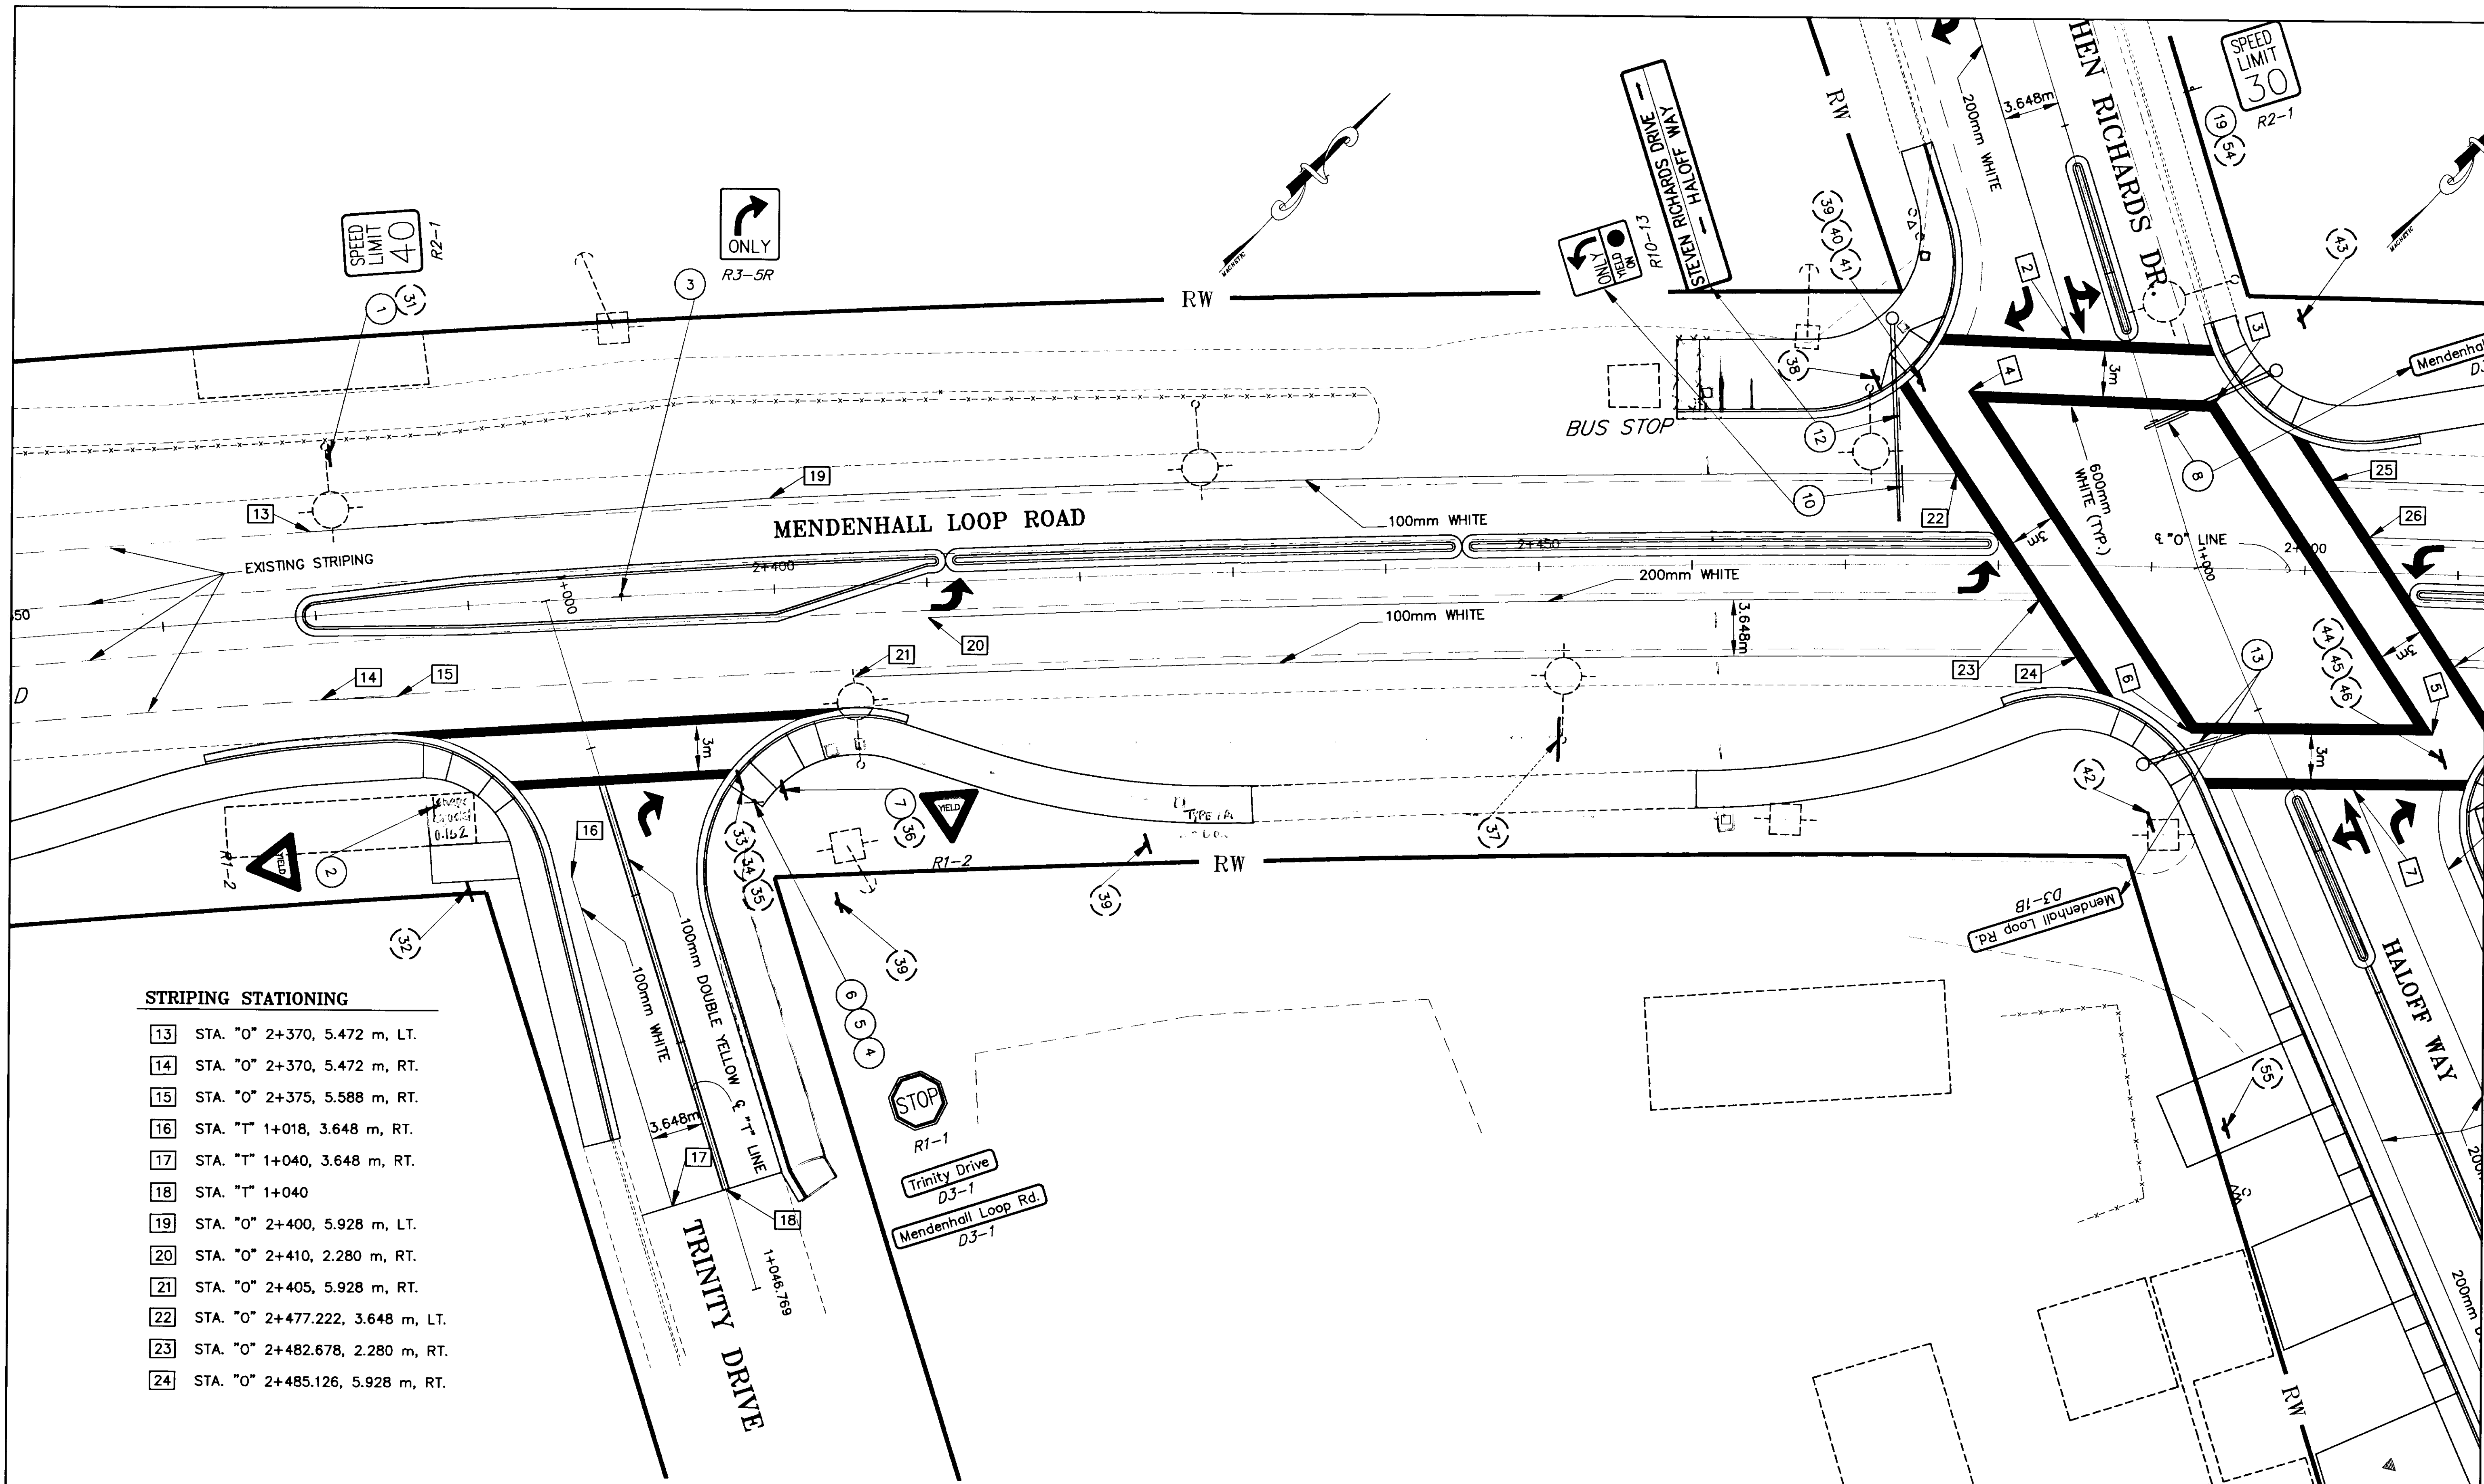 SPEED
LIMIT
40
R2-1
1
31
ONLY
R3-5R
3
RW
MAGNETIC
STEVEN RICHARDS DRIVE →
← HALOFF WAY
ONLY
YIELD
ON
R10-13
39
40
41
RW
200mm WHITE
3.648m
HEN RICHARDS DR.
SPEED
LIMIT
30
R2-1
19
54
MAGNETIC
43
2
3
4
3m
38
BUS STOP
12
10
8
600mm
WHITE (TYP.)
25
26
22
13
19
MENDENHALL LOOP ROAD
100mm WHITE
EXISTING STRIPING
2+400
2+450
3m
℄ "O" LINE
1+000
1+000
200mm WHITE
100mm WHITE
3.648m
50
D
14
15
20
21
23
24
6
44
45
46
3m
13
5
3m
3m
42
7
16
R1-2
YIELD
2
0.152
32
33
34
35
7
36
YIELD
R1-2
39
39
TYPE 1A
RW
37
Mendenhall Loop Rd.
D3-1B
HALOFF WAY
55
100mm WHITE
100mm DOUBLE YELLOW
℄ "T" LINE
3.648m
17
18
1+046.769
TRINITY DRIVE
6
5
4
STOP
R1-1
Trinity Drive
D3-1
Mendenhall Loop Rd.
D3-1
RW
STRIPING STATIONING
13 STA. "O" 2+370, 5.472 m, LT.
14 STA. "O" 2+370, 5.472 m, RT.
15 STA. "O" 2+375, 5.588 m, RT.
16 STA. "T" 1+018, 3.648 m, RT.
17 STA. "T" 1+040, 3.648 m, RT.
18 STA. "T" 1+040
19 STA. "O" 2+400, 5.928 m, LT.
20 STA. "O" 2+410, 2.280 m, RT.
21 STA. "O" 2+405, 5.928 m, RT.
22 STA. "O" 2+477.222, 3.648 m, LT.
23 STA. "O" 2+482.678, 2.280 m, RT.
24 STA. "O" 2+485.126, 5.928 m, RT.